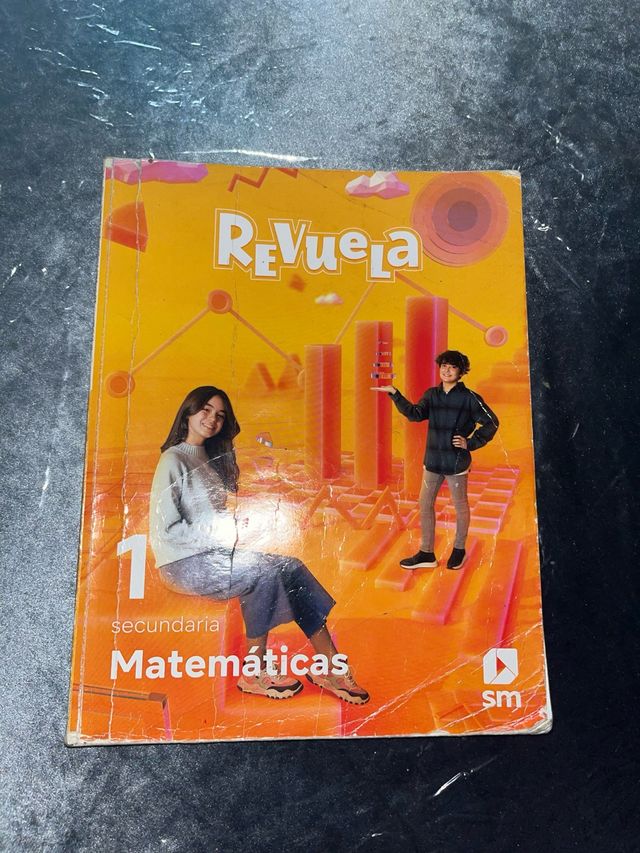 ReVueLa
1
secundaria
Matemáticas
sm